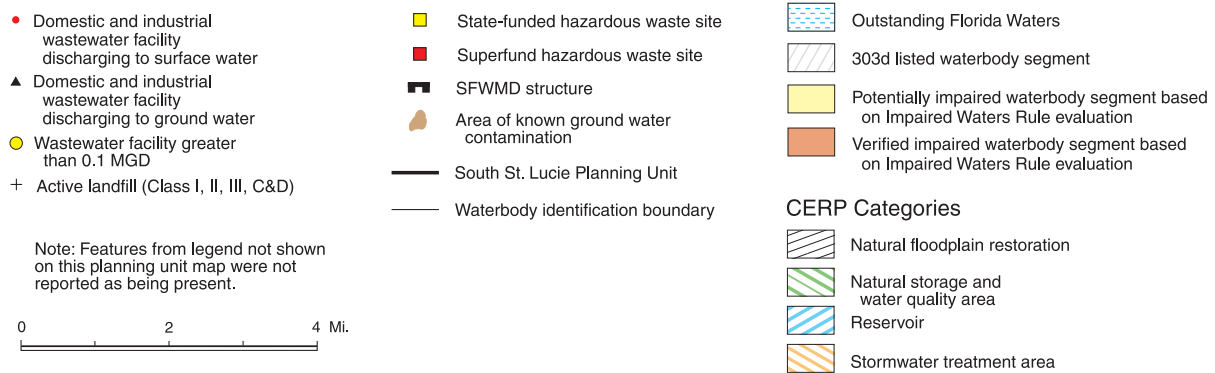 Domestic and industrial
wastewater facility
discharging to surface water
Domestic and industrial
wastewater facility
discharging to ground water
Wastewater facility greater
than 0.1 MGD
Active landfill (Class I, II, III, C&D)
Note: Features from legend not shown
on this planning unit map were not
reported as being present.
0 2 4 Mi.
State-funded hazardous waste site
Superfund hazardous waste site
SFWMD structure
Area of known ground water
contamination
South St. Lucie Planning Unit
Waterbody identification boundary
Outstanding Florida Waters
303d listed waterbody segment
Potentially impaired waterbody segment based
on Impaired Waters Rule evaluation
Verified impaired waterbody segment based
on Impaired Waters Rule evaluation
CERP Categories
Natural floodplain restoration
Natural storage and
water quality area
Reservoir
Stormwater treatment area